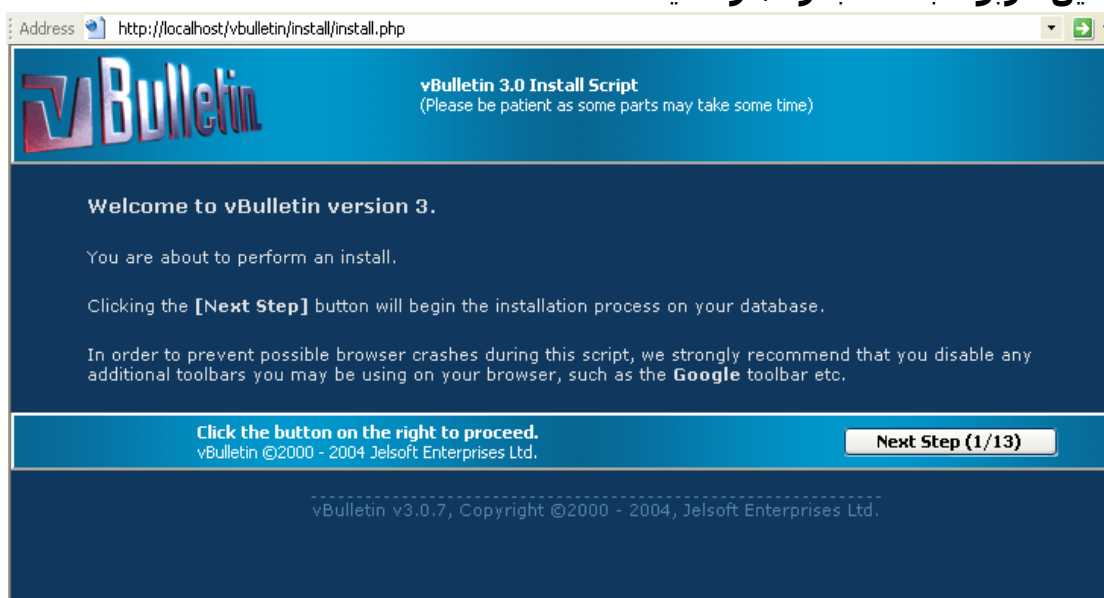 Address http://localhost/vbulletin/install/install.php
vBulletin
vBulletin 3.0 Install Script
(Please be patient as some parts may take some time)
Welcome to vBulletin version 3.
You are about to perform an install.
Clicking the [Next Step] button will begin the installation process on your database.
In order to prevent possible browser crashes during this script, we strongly recommend that you disable any
additional toolbars you may be using on your browser, such as the Google toolbar etc.
Click the button on the right to proceed.
vBulletin ©2000 - 2004 Jelsoft Enterprises Ltd.
Next Step (1/13)
vBulletin v3.0.7, Copyright ©2000 - 2004, Jelsoft Enterprises Ltd.